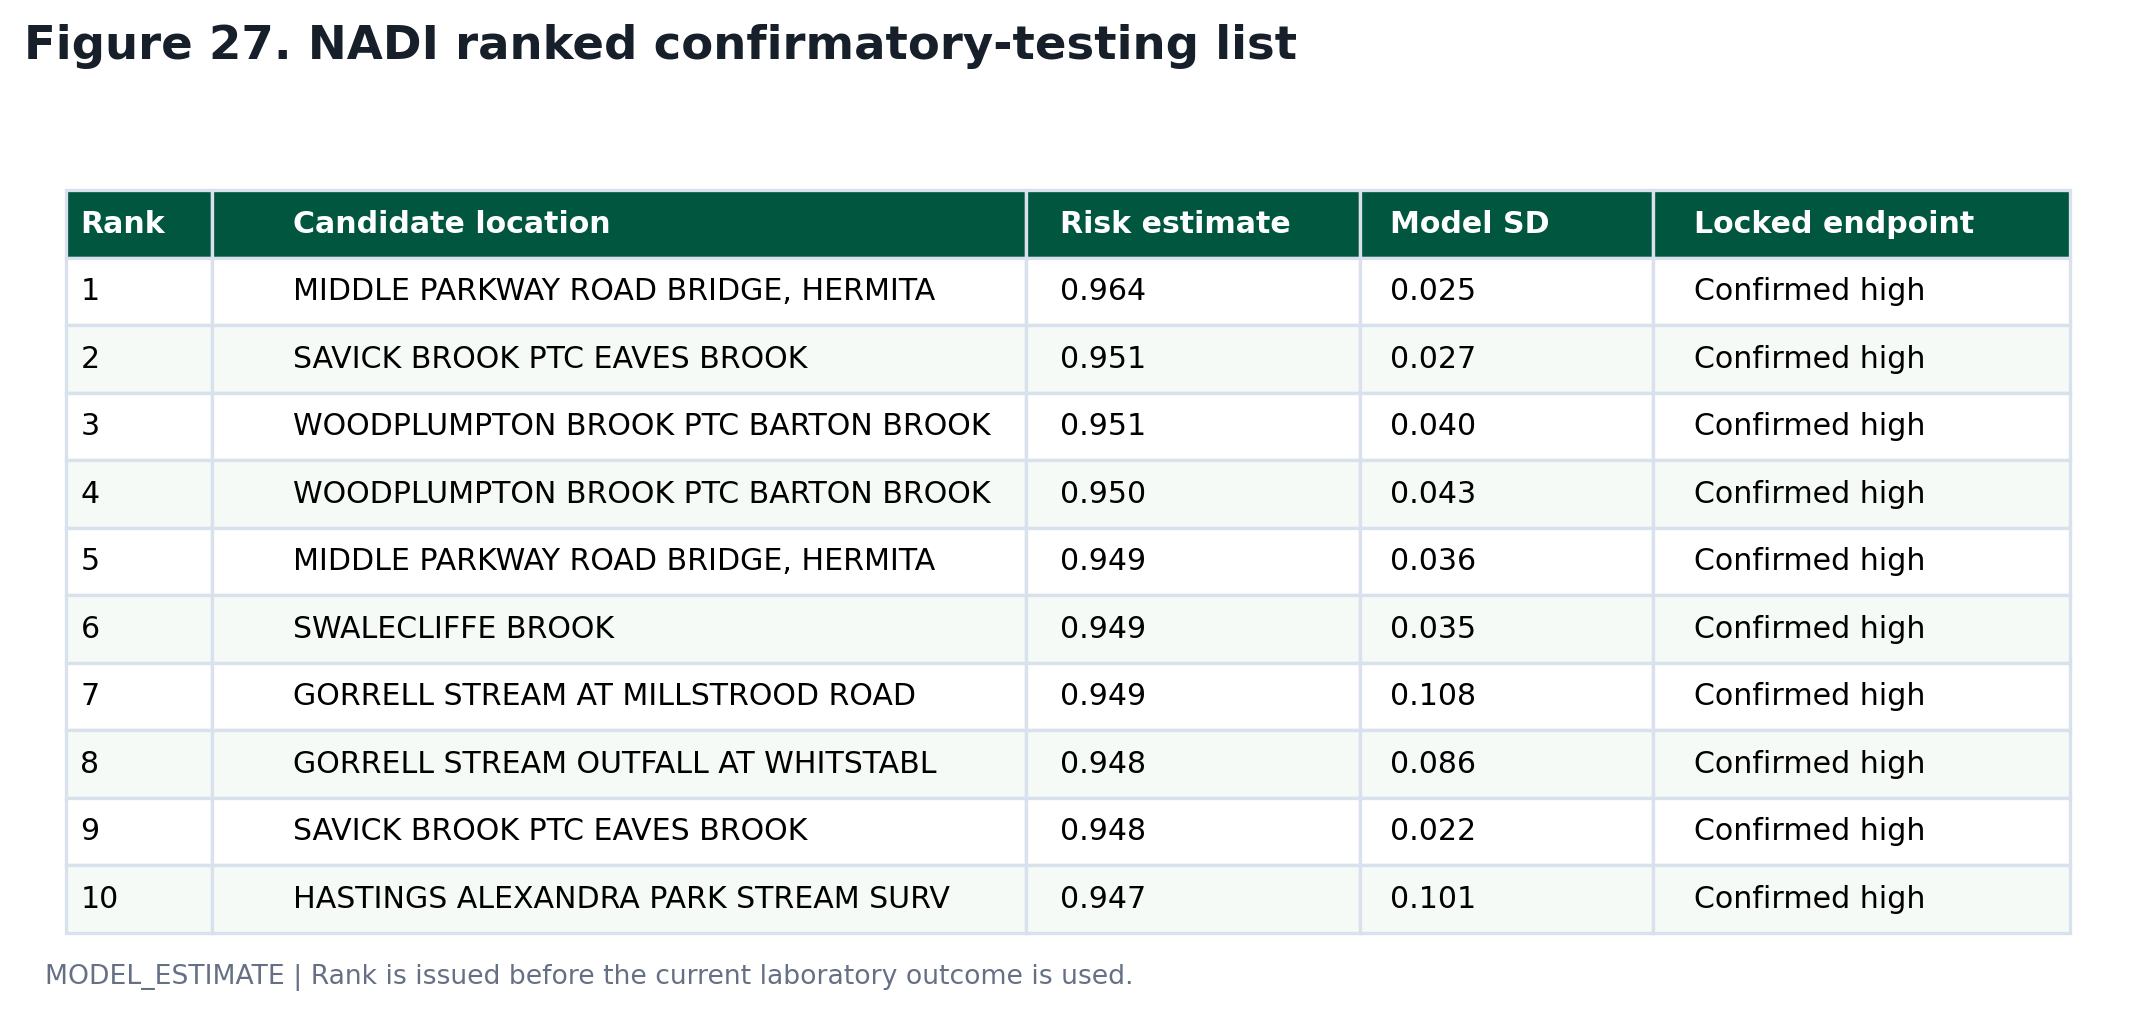 Figure 27. NADI ranked confirmatory-testing list
Rank Candidate location Risk estimate Model SD Locked endpoint
1 MIDDLE PARKWAY ROAD BRIDGE, HERMITA 0.964 0.025 Confirmed high
2 SAVICK BROOK PTC EAVES BROOK 0.951 0.027 Confirmed high
3 WOODPLUMPTON BROOK PTC BARTON BROOK 0.951 0.040 Confirmed high
4 WOODPLUMPTON BROOK PTC BARTON BROOK 0.950 0.043 Confirmed high
5 MIDDLE PARKWAY ROAD BRIDGE, HERMITA 0.949 0.036 Confirmed high
6 SWALECLIFFE BROOK 0.949 0.035 Confirmed high
7 GORRELL STREAM AT MILLSTROOD ROAD 0.949 0.108 Confirmed high
8 GORRELL STREAM OUTFALL AT WHITSTABL 0.948 0.086 Confirmed high
9 SAVICK BROOK PTC EAVES BROOK 0.948 0.022 Confirmed high
10 HASTINGS ALEXANDRA PARK STREAM SURV 0.947 0.101 Confirmed high
MODEL_ESTIMATE | Rank is issued before the current laboratory outcome is used.